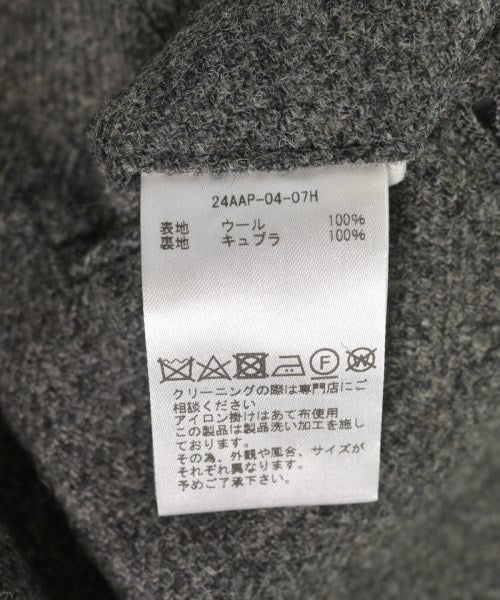 24AAP-04-07H
表地 ウール 100%
裏地 キュプラ 100%
F W
クリーニングの際は専門店にご
相談ください
アイロン掛けはあて布使用
この製品は製品洗い加工を施し
ております。
その為、外観や風合、サイズが
それぞれ異なります。
予めご了承下さい。